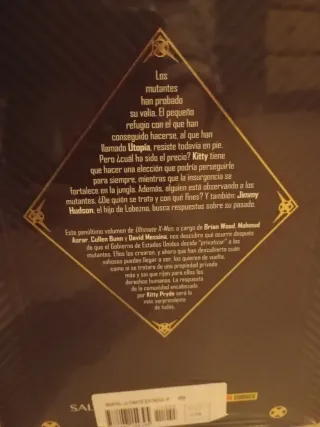 Los
mutantes
han probado
su valía. El pequeño
refugio con el que han
conseguido hacerse, al que han
llamado Utopía, resiste todavía en pie.
Pero ¿cuál ha sido el precio? Kitty tiene
que hacer una elección que podría perseguirle
para siempre, mientras que la insurgencia se
fortalece en la jungla. Además, alguien está observando a los
mutantes. ¿De quién se trata y con qué fines? Y también: Jimmy
Hudson, el hijo de Lobezno, busca respuestas sobre su pasado.
Este penúltimo volumen de Ultimate X-Men, a cargo de Brian Wood, Mahmud
Asrar, Cullen Bunn y David Messina, nos descubre qué ocurre después
de que el Gobierno de Estados Unidos decida "privatizar" a los
mutantes. Ellos los crearon, y ahora que han descubierto cuán
valiosos pueden llegar a ser, los quieren de vuelta,
como si se tratara de una propiedad privada
más y sin que rijan para ellos los
derechos humanos. La respuesta
de la comunidad encabezada
por Kitty Pryde será la
más sorprendente
de todas.
SAL